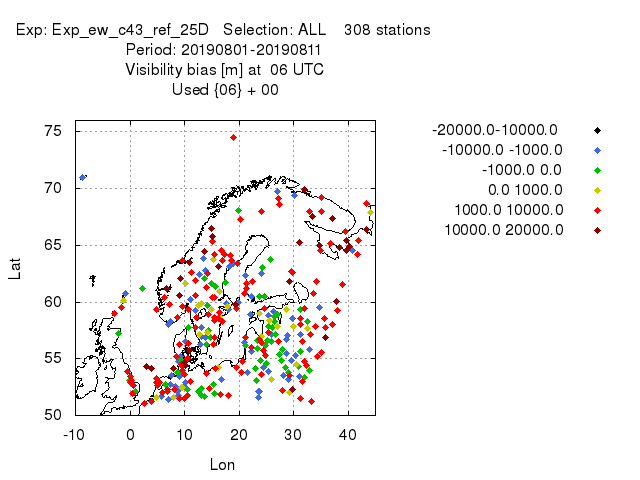 Exp: Exp_ew_c43_ref_25D Selection: ALL 308 stations
Period: 20190801-20190811
Visibility bias [m] at 06 UTC
Used {06} + 00
-20000.0-10000.0
-10000.0 -1000.0
-1000.0 0.0
0.0 1000.0
1000.0 10000.0
10000.0 20000.0
75
70
65
60
55
50
Lat
-10 0 10 20 30 40
Lon